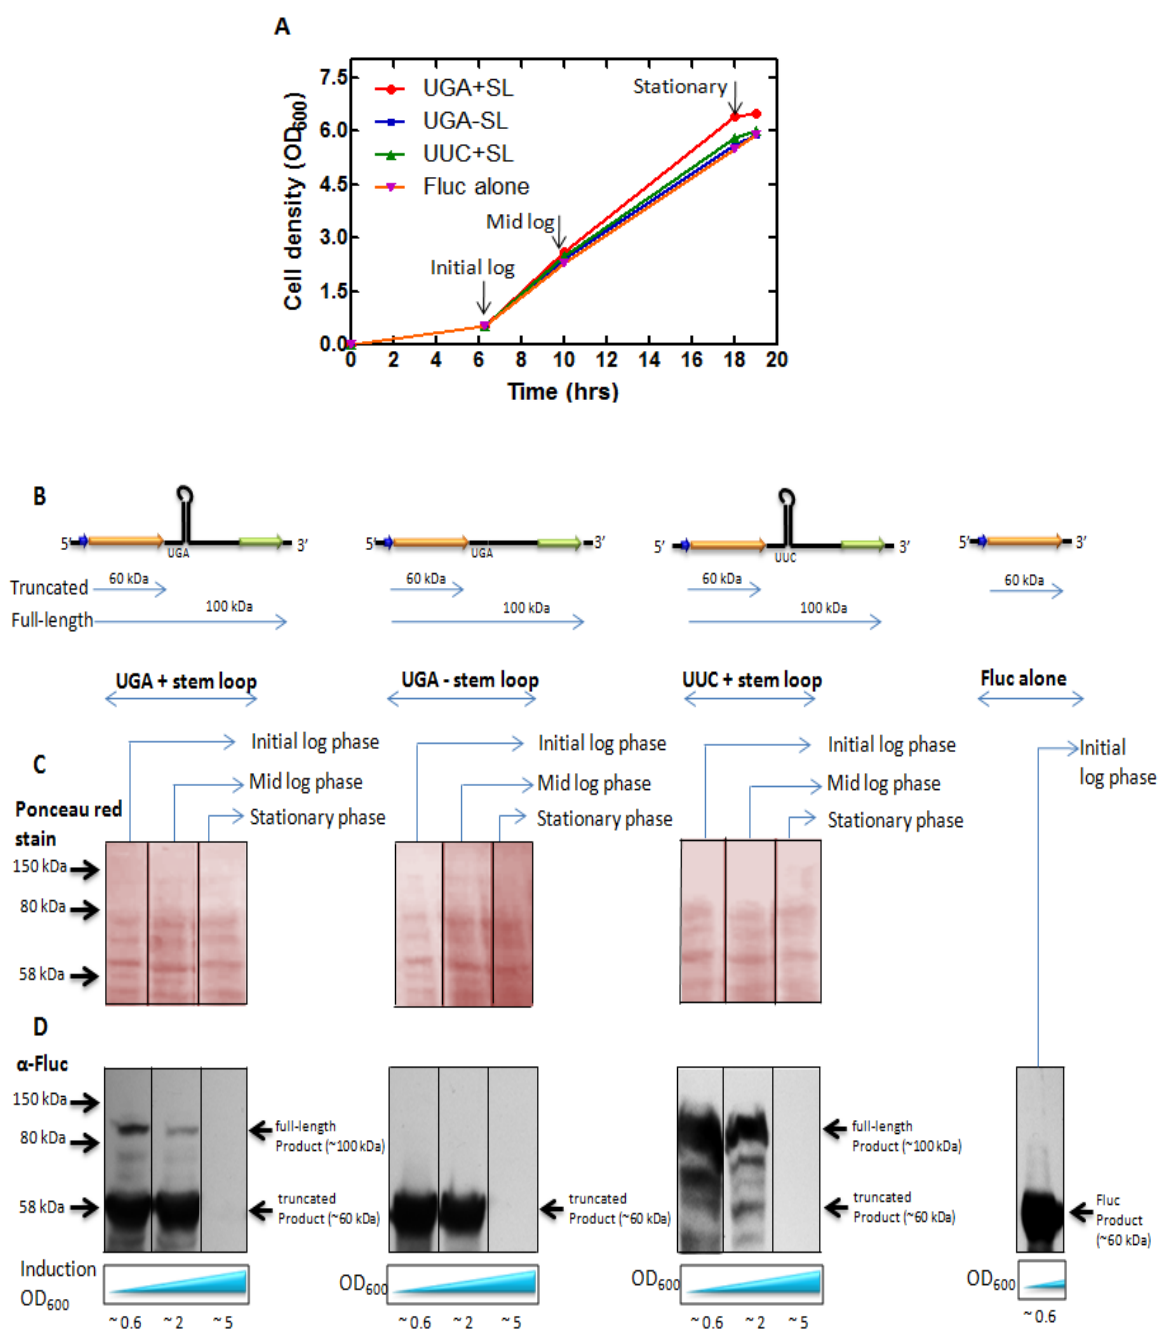 A
Cell density (OD600)
7.5
6.0
4.5
3.0
1.5
0.0
UGA+SL
UGA-SL
UUC+SL
Fluc alone
Stationary
Mid log
Initial log
0 2 4 6 8 10 12 14 16 18 20
Time (hrs)
B
5' UGA 3'
5' UGA 3'
5' UUC 3'
5' 3'
Truncated 60 kDa 60 kDa 60 kDa 60 kDa
Full-length 100 kDa 100 kDa 100 kDa
UGA + stem loop
UGA - stem loop
UUC + stem loop
Fluc alone
C
Initial log phase
Mid log phase
Stationary phase
Initial log phase
Mid log phase
Stationary phase
Initial log phase
Mid log phase
Stationary phase
Initial
log phase
Ponceau red
stain
150 kDa
80 kDa
58 kDa
D
α-Fluc
150 kDa
80 kDa
58 kDa
full-length
Product (~100 kDa)
truncated
Product (~60 kDa)
truncated
Product (~60 kDa)
full-length
Product (~100 kDa)
truncated
Product (~60 kDa)
Fluc
Product
(~60 kDa)
Induction
OD600
~ 0.6 ~ 2 ~ 5
OD600
~ 0.6 ~ 2 ~ 5
OD600
~ 0.6 ~ 2 ~ 5
OD600
~ 0.6